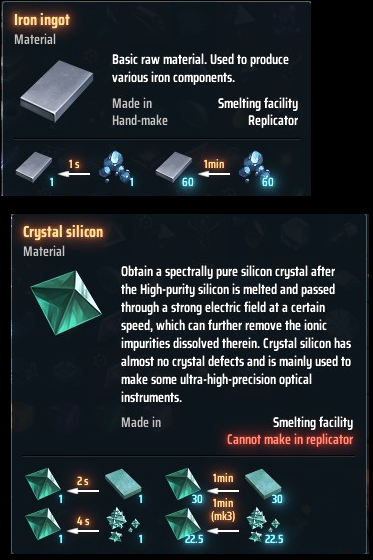 Iron ingot
Material
Basic raw material. Used to produce
various iron components.
Made in Smelting facility
Hand-make Replicator
1 s 1min
1 1 60 60
Crystal silicon
Material
Obtain a spectrally pure silicon crystal after
the High-purity silicon is melted and passed
through a strong electric field at a certain
speed, which can further remove the ionic
impurities dissolved therein. Crystal silicon has
almost no crystal defects and is mainly used to
make some ultra-high-precision optical
instruments.
Made in Smelting facility
Cannot make in replicator
2 s 1min
1 1 30 30
4 s 1min
(mk3)
1 1 22.5 22.5